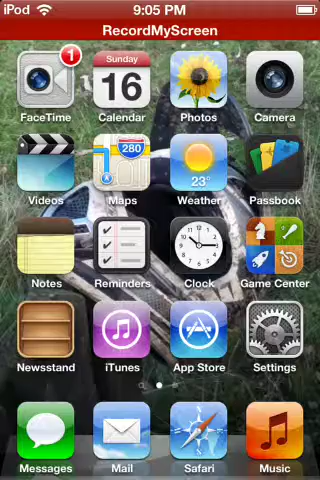 iPod 9:05 PM
RecordMyScreen
1
Sunday
16
280
23°
FaceTime Calendar Photos Camera
Videos Maps Weather Passbook
Notes Reminders Clock Game Center
Newsstand iTunes App Store Settings
Messages Mail Safari Music